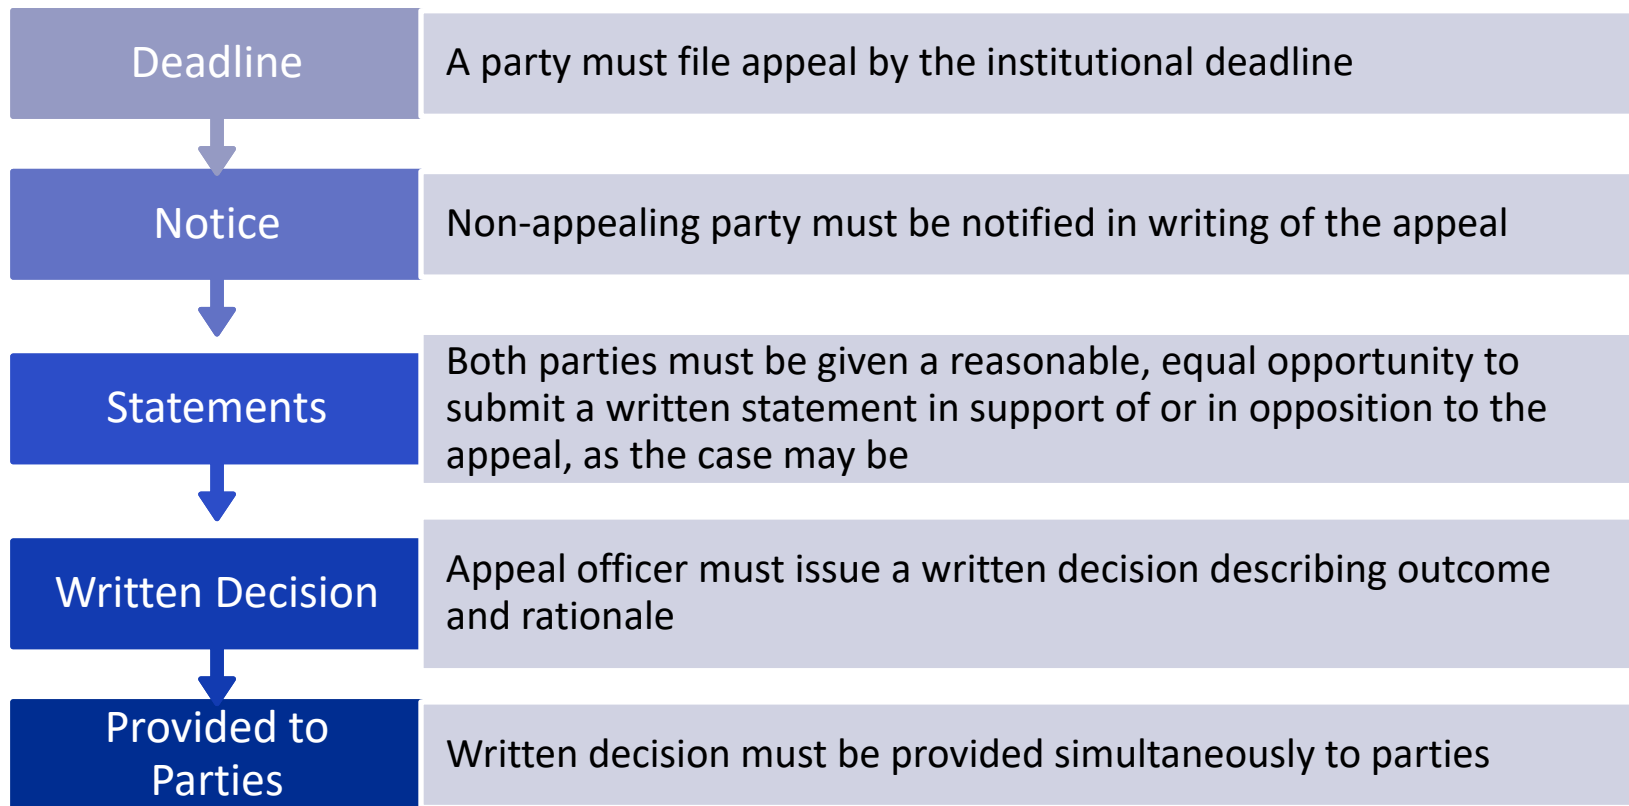 Deadline
A party must file appeal by the institutional deadline
Notice
Non-appealing party must be notified in writing of the appeal
Statements
Both parties must be given a reasonable, equal opportunity to
submit a written statement in support of or in opposition to the
appeal, as the case may be
Written Decision
Appeal officer must issue a written decision describing outcome
and rationale
Provided to
Parties
Written decision must be provided simultaneously to parties